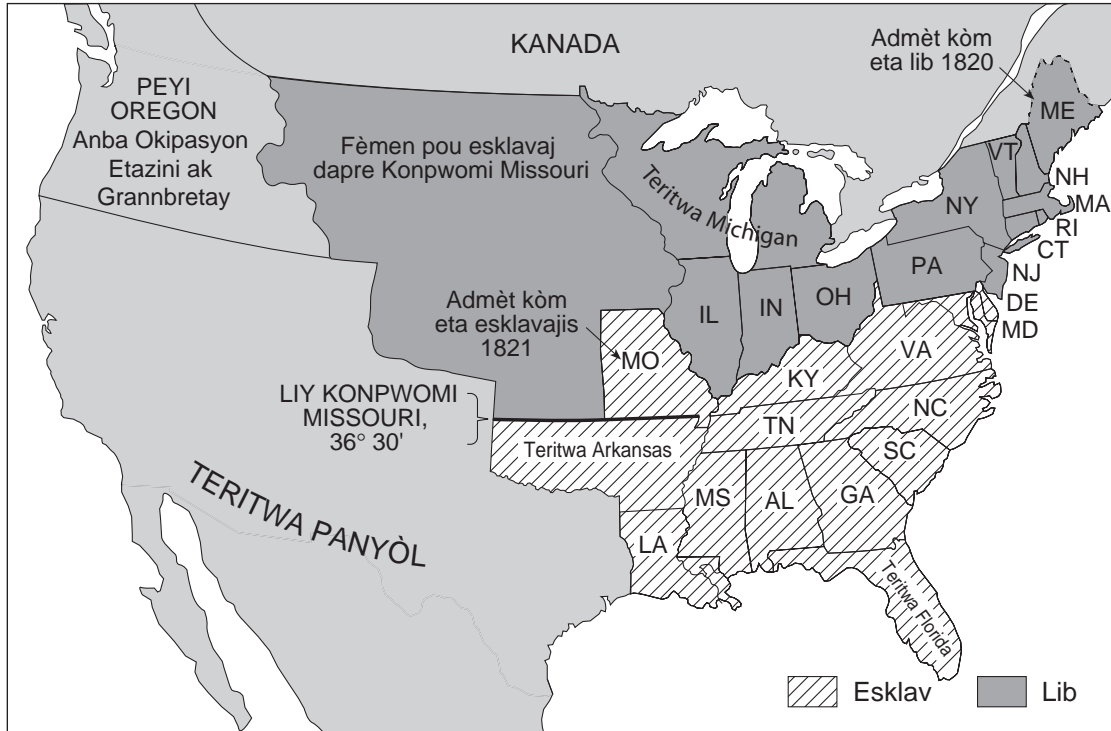 KANADA
Admèt kòm
eta lib 1820
ME
PEYI
OREGON
Anba Okipasyon
Etazini ak
Grannbretay
Fèmen pou esklavaj
dapre Konpwomi Missouri
Teritwa Michigan
VT
NH
MA
NY
RI
CT
PA
NJ
OH
IN
IL
DE
MD
Admèt kòm
eta esklavajis
1821
MO
VA
KY
LIY KONPWOMI
MISSOURI,
36° 30'
NC
TN
Teritwa Arkansas
SC
TERITWA PANYÒL
MS
AL
GA
LA
Teritwa Florida
Esklav
Lib